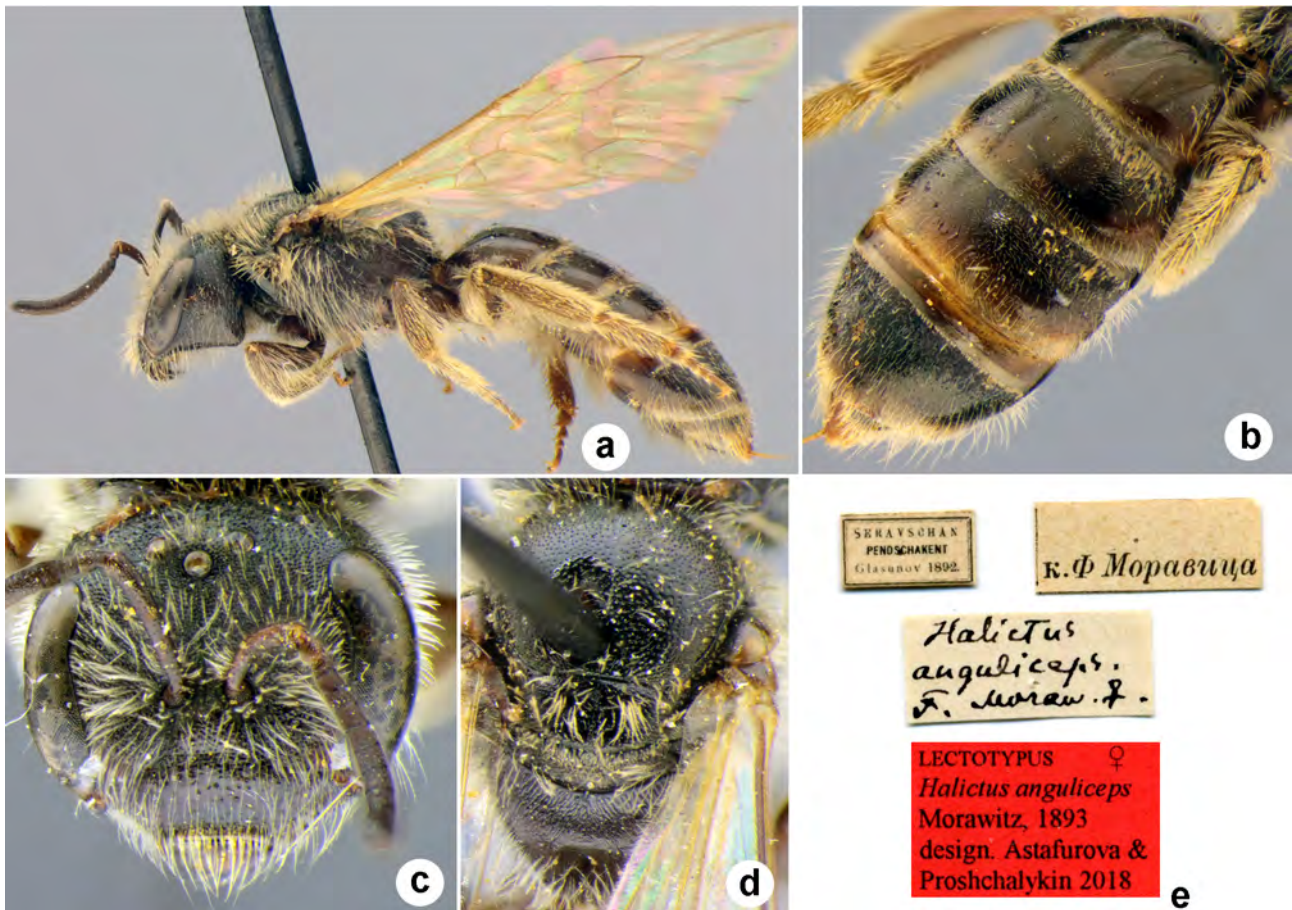 a
b
c
d
SERAVSCHAN
PENDSCHAKENT
Glasunov 1892.
к.Ф Моравица
Halictus
anguliceps.
F. Moraw. ♀.
LECTOTYPUS ♀
Halictus anguliceps
Morawitz, 1893
design. Astafurova &
Proshchalykin 2018
e